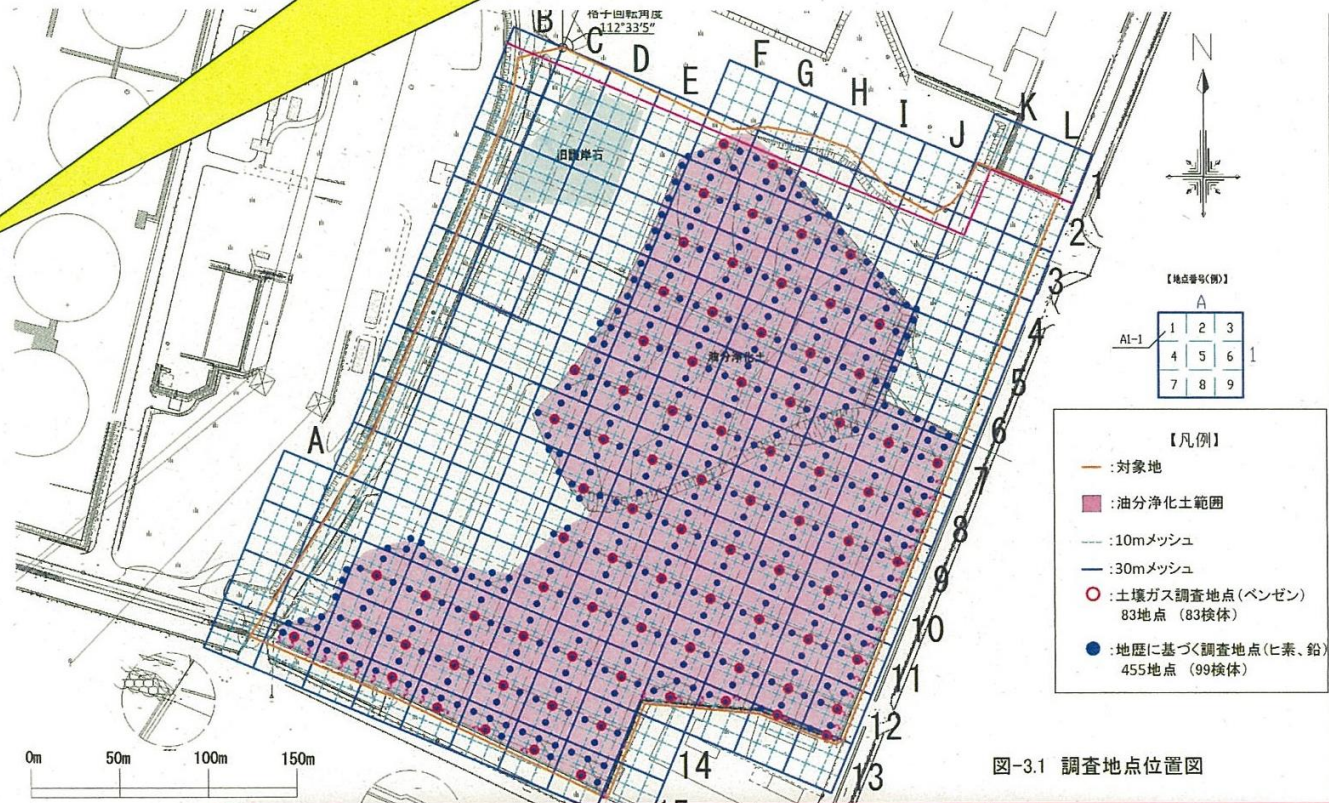 格子回転角度
112°33'5"
B
C
D
E
F
G
H
I
J
K
L
N
旧護岸石
1
2
3
4
5
6
7
8
9
10
11
12
13
14
A
油分浄化土
【地点番号(例)】
A
A1-1
1 2 3
4 5 6
7 8 9
1
【凡例】
:対象地
:油分浄化土範囲
:10mメッシュ
:30mメッシュ
:土壌ガス調査地点(ベンゼン)
83地点 (83検体)
:地歴に基づく調査地点(ヒ素、鉛)
455地点 (99検体)
0m 50m 100m 150m
図-3.1 調査地点位置図